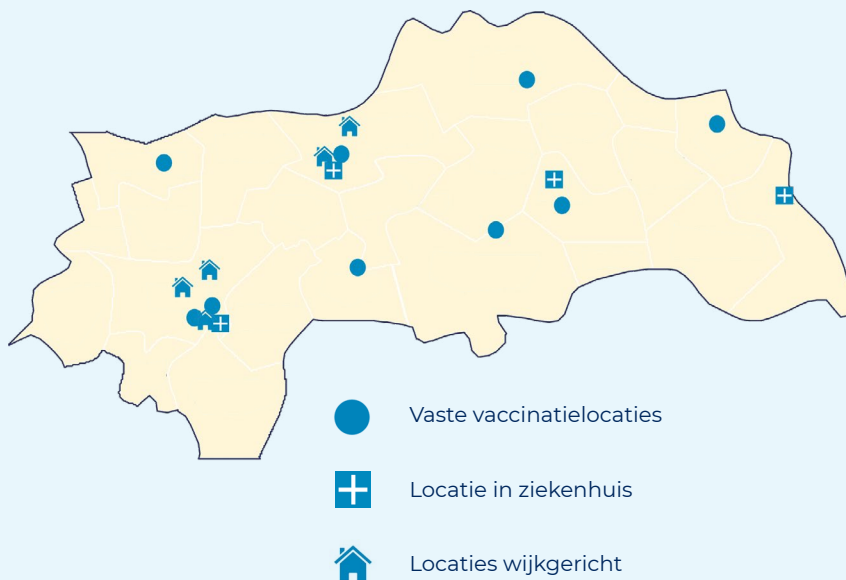 Vaste vaccinatielocaties
Locatie in ziekenhuis
Locaties wijkgericht